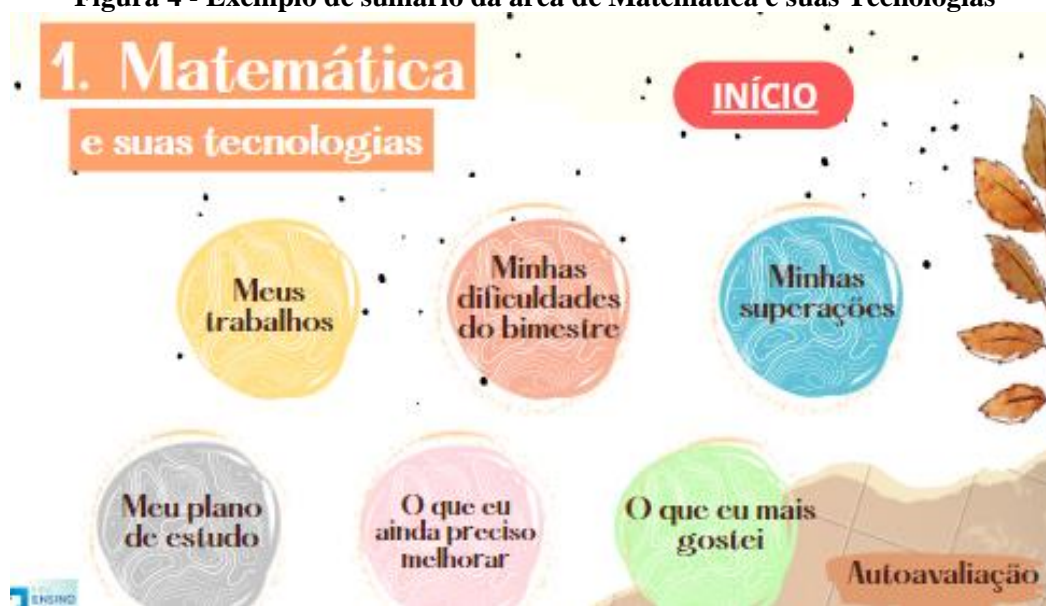 Figura 4 - Exemplo de sumário da área de Matemática e suas Tecnologias
1. Matemática
e suas tecnologias
INÍCIO
Meus
trabalhos
Minhas
dificuldades
do bimestre
Minhas
superações
Meu plano
de estudo
O que eu
ainda preciso
melhorar
O que eu mais
gostei
Autoavaliação
ENSINO